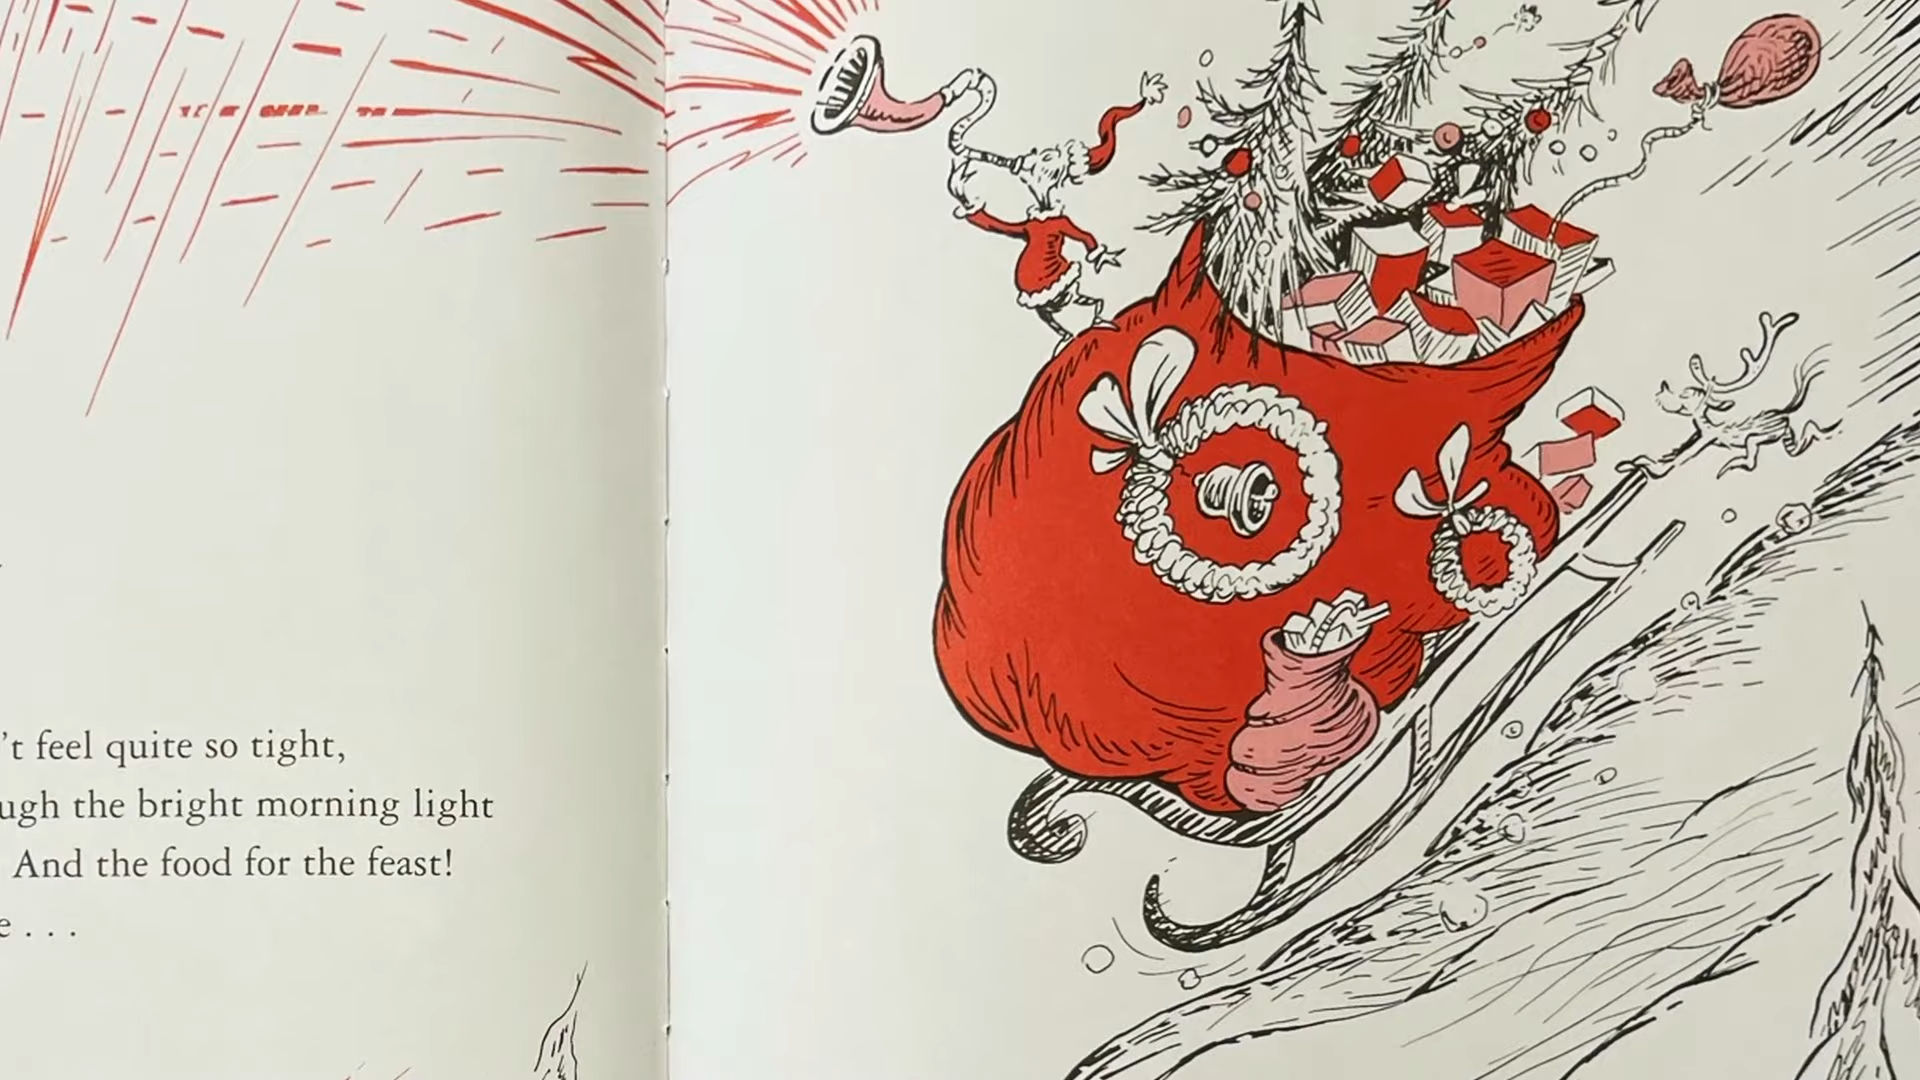 't feel quite so tight,
ugh the bright morning light
And the food for the feast!
e . . .